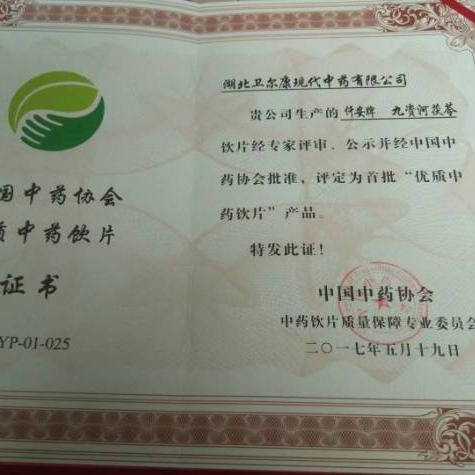 国中药协会
质中药饮片
证书
YP-01-025
湖北卫尔康现代中药有限公司
贵公司生产的 仟安牌 九资河茯苓
饮片经专家评审、公示并经中国中
药协会批准，评定为首批“优质中
药饮片”产品。
特发此证！
中国中药协会
中药饮片质量保障专业委员会
二〇一七年五月十九日